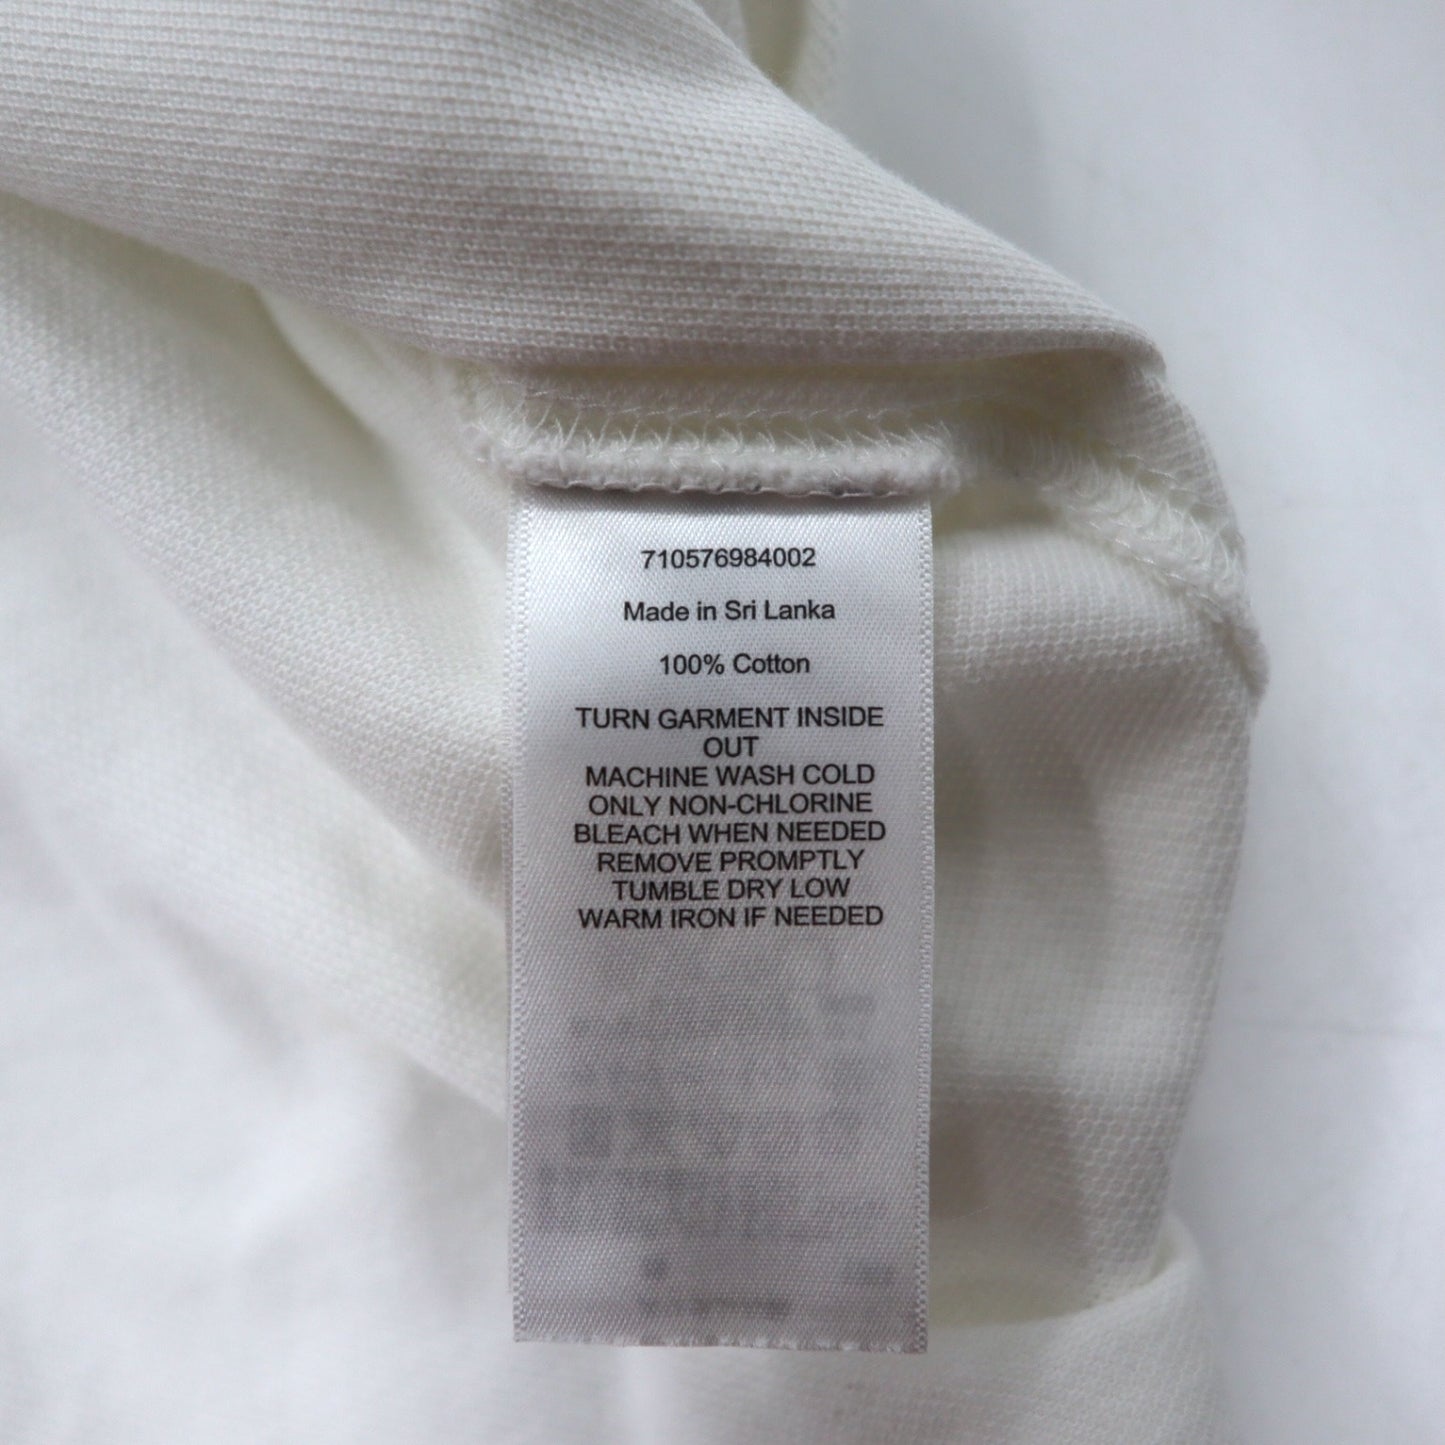 710576984002
Made in Sri Lanka
100% Cotton
TURN GARMENT INSIDE
OUT
MACHINE WASH COLD
ONLY NON-CHLORINE
BLEACH WHEN NEEDED
REMOVE PROMPTLY
TUMBLE DRY LOW
WARM IRON IF NEEDED